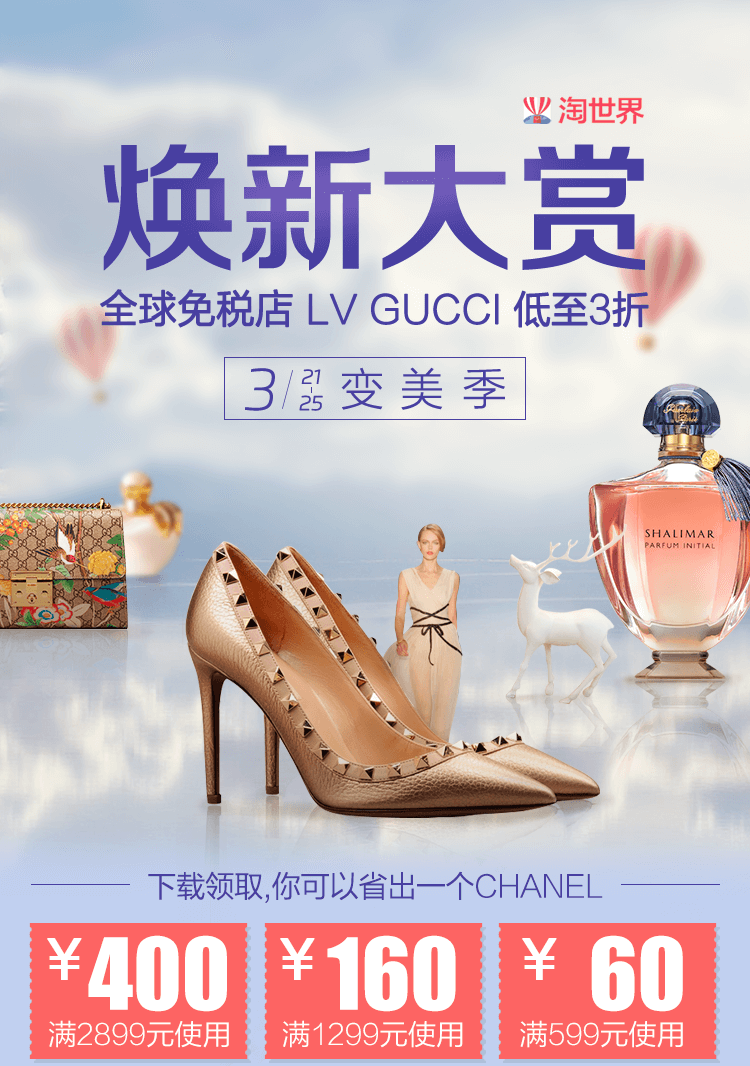 淘世界
焕新大赏
全球免税店 LV GUCCI 低至3折
3/21-25 变美季
SHALIMAR
PARFUM INITIAL
下载领取,你可以省出一个CHANEL
¥400
满2899元使用
¥160
满1299元使用
¥60
满599元使用